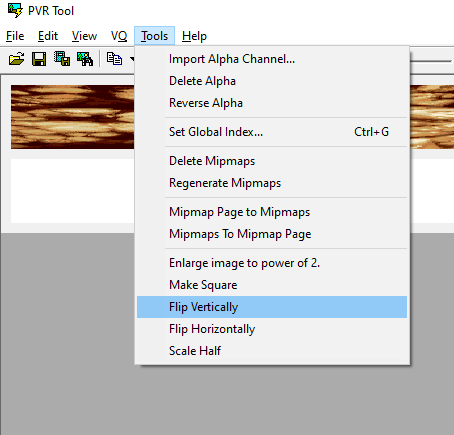 PVR Tool
File Edit View VQ Tools Help
Import Alpha Channel...
Delete Alpha
Reverse Alpha
Set Global Index... Ctrl+G
Delete Mipmaps
Regenerate Mipmaps
Mipmap Page to Mipmaps
Mipmaps To Mipmap Page
Enlarge image to power of 2.
Make Square
Flip Vertically
Flip Horizontally
Scale Half